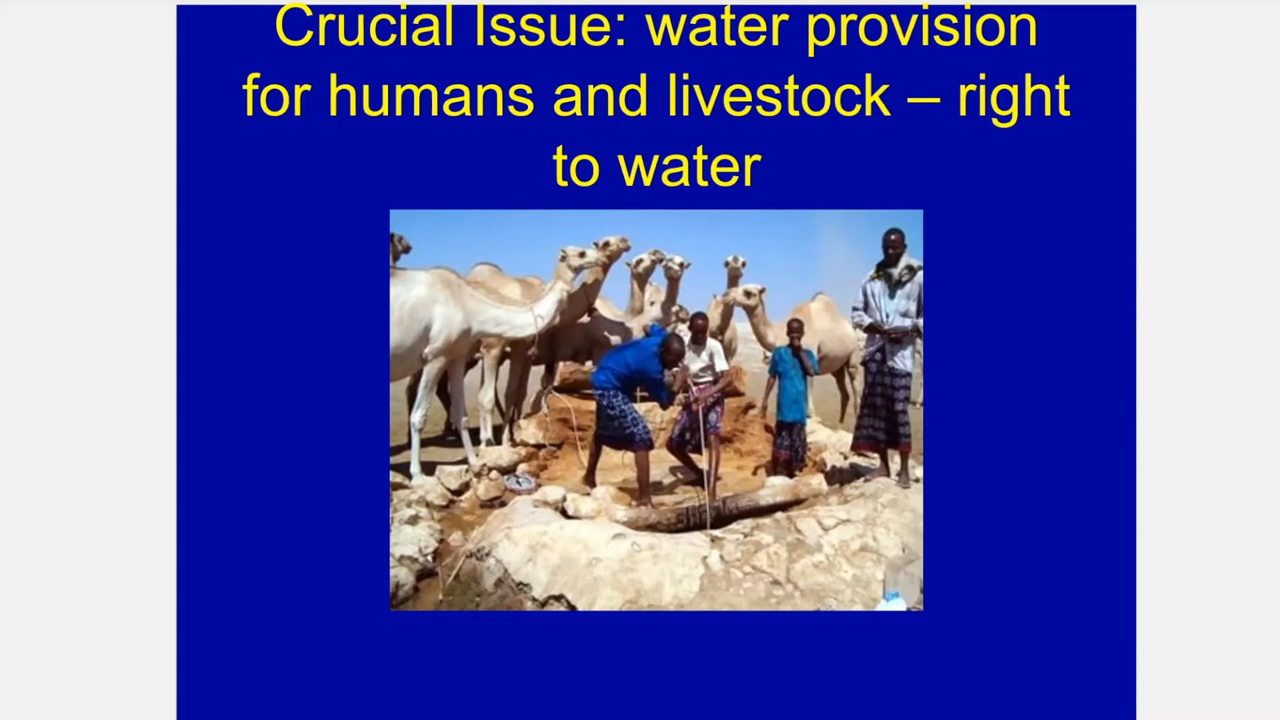 Crucial Issue: water provision
for humans and livestock – right
to water